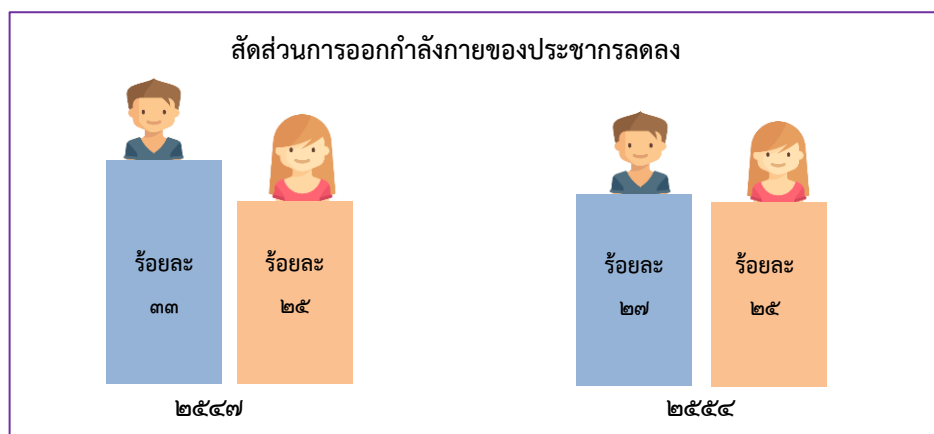 สัดส่วนการออกกำลังกายของประชากรลดลง
ร้อยละ
๓๓
ร้อยละ
๒๕
ร้อยละ
๒๗
ร้อยละ
๒๕
๒๕๔๗
๒๕๕๔